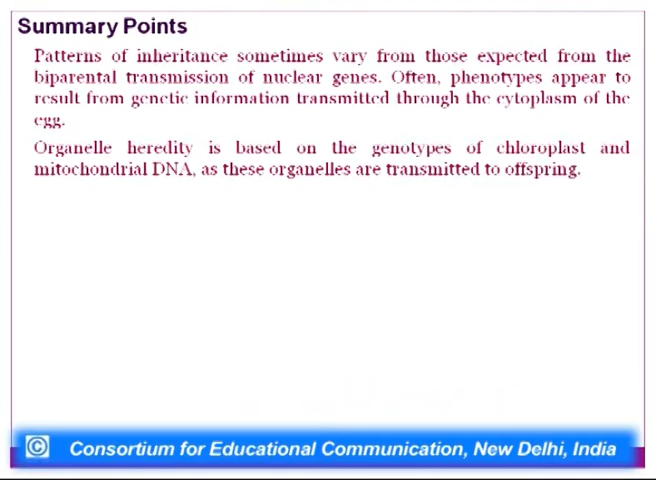 Summary Points
Patterns of inheritance sometimes vary from those expected from the
biparental transmission of nuclear genes. Often, phenotypes appear to
result from genetic information transmitted through the cytoplasm of the
egg.
Organelle heredity is based on the genotypes of chloroplast and
mitochondrial DNA, as these organelles are transmitted to offspring.
© Consortium for Educational Communication, New Delhi, India